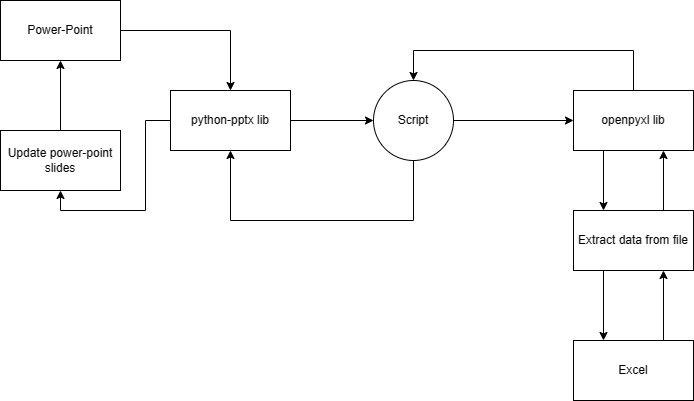 Power-Point
python-pptx lib
Script
openpyxl lib
Update power-point
slides
Extract data from file
Excel